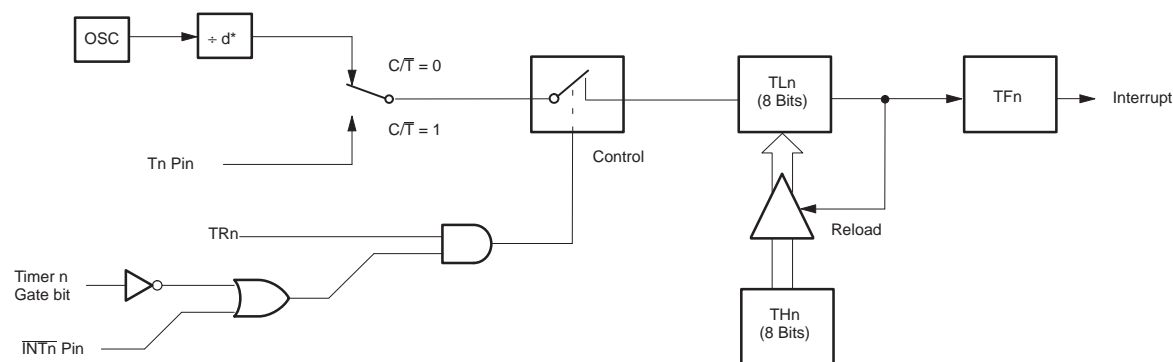 OSC
÷ d*
C/T̅ = 0
C/T̅ = 1
Tn Pin
Control
TLn
(8 Bits)
TFn
Interrupt
Reload
TRn
Timer n
Gate bit
I̅N̅T̅n̅ Pin
THn
(8 Bits)